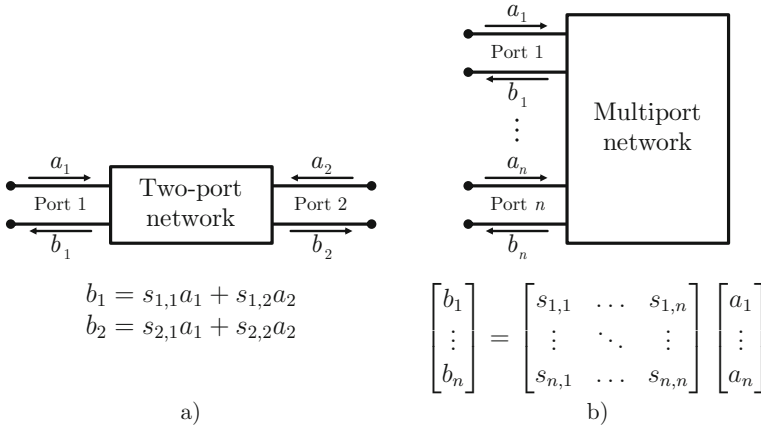 a₁
Port 1
b₁
Two-port
network
a₂
Port 2
b₂
b₁ = s₁,₁a₁ + s₁,₂a₂
b₂ = s₂,₁a₁ + s₂,₂a₂
a)
a₁
Port 1
b₁
⋮
aₙ
Port n
bₙ
Multiport
network
[b₁ ⋮ bₙ] = [s₁,₁ … s₁,ₙ ⋮ ⋱ ⋮ sₙ,₁ … sₙ,ₙ] [a₁ ⋮ aₙ]
b)